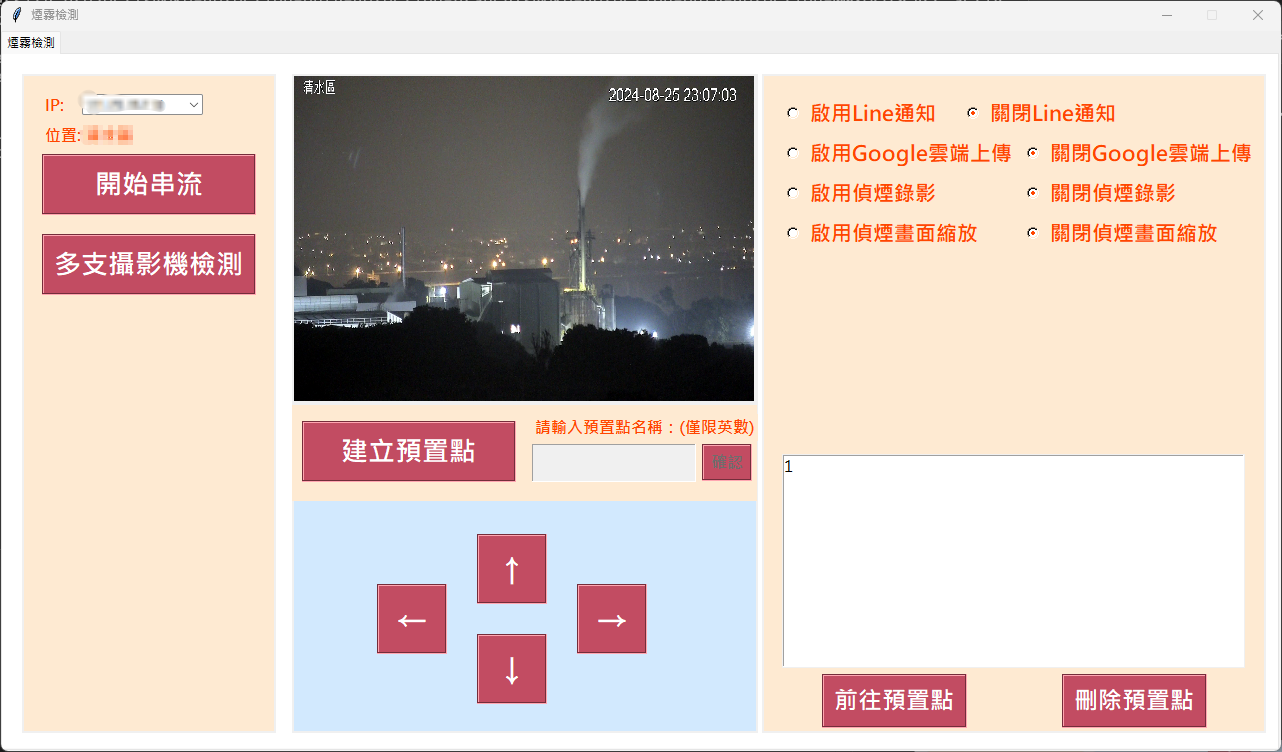 煙霧檢測
煙霧檢測
IP:
位置:
開始串流
多支攝影機檢測
清水區
2024-08-25 23:07:03
建立預置點
請輸入預置點名稱：(僅限英數)
確認
↑
← →
↓
啟用Line通知 關閉Line通知
啟用Google雲端上傳 關閉Google雲端上傳
啟用偵煙錄影 關閉偵煙錄影
啟用偵煙畫面縮放 關閉偵煙畫面縮放
1
前往預置點 刪除預置點